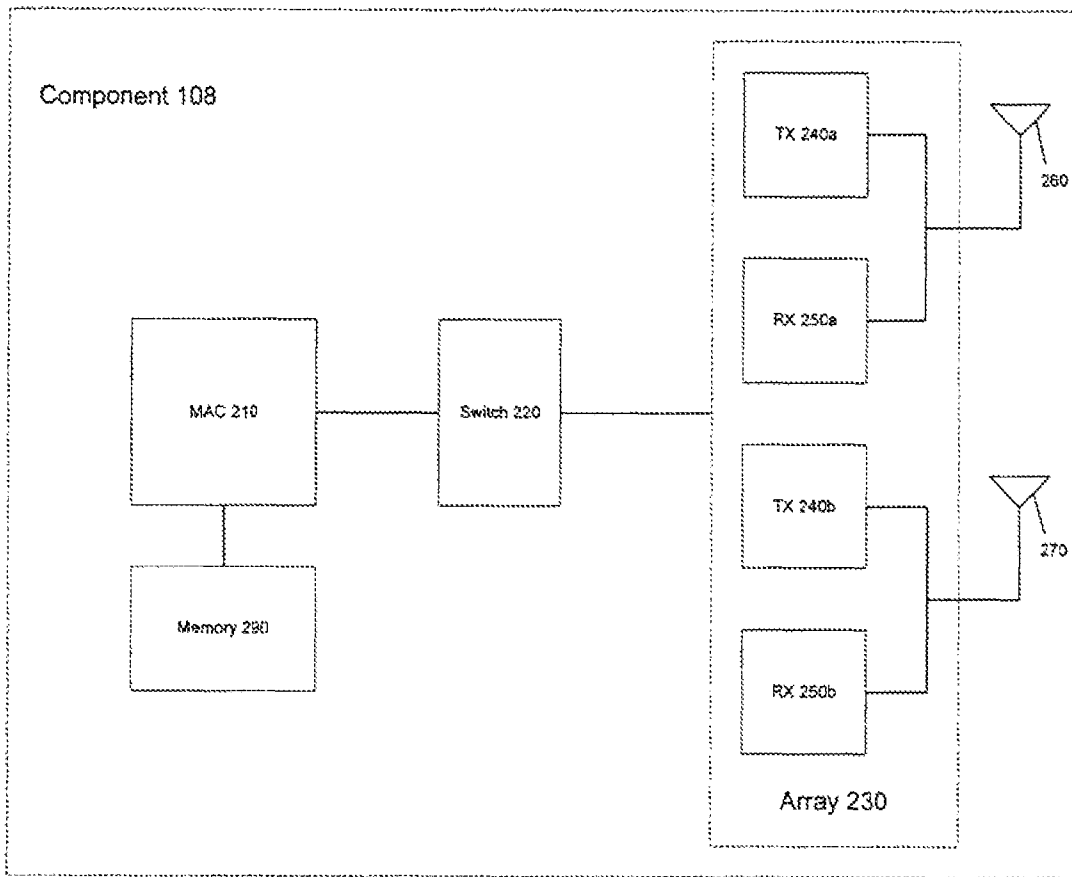 Component 108
TX 240a
260
RX 250a
MAC 210
Switch 220
TX 240b
270
Memory 290
RX 250b
Array 230